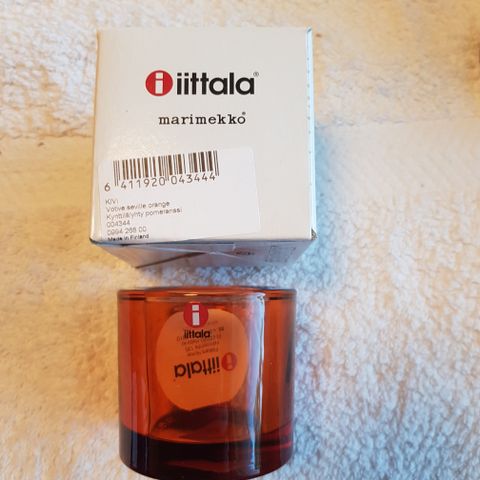 iittala®
marimekko®
6 411920 043444
KIVI
Votive seville orange
Kynttilälyhty pomeranssi
004344
0994 266 00
Made in Finland
iittala
iittala